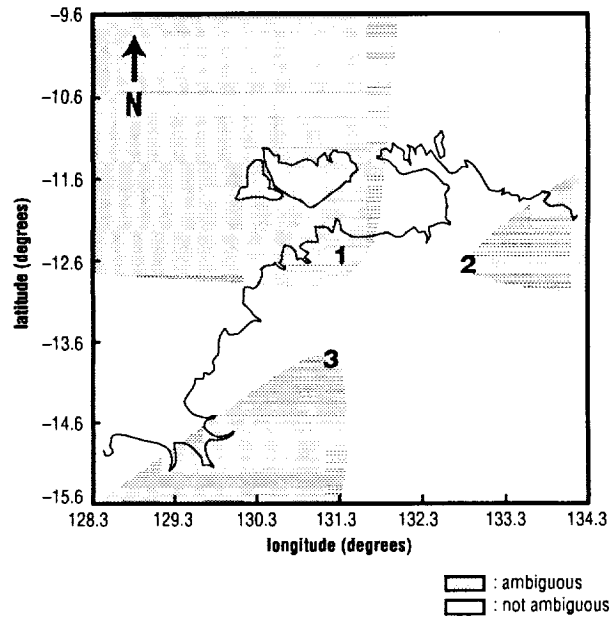 −9.6
−10.6
−11.6
−12.6
−13.6
−14.6
−15.6
latitude (degrees)
N
1
2
3
128.3 129.3 130.3 131.3 132.3 133.3 134.3
longitude (degrees)
: ambiguous
: not ambiguous